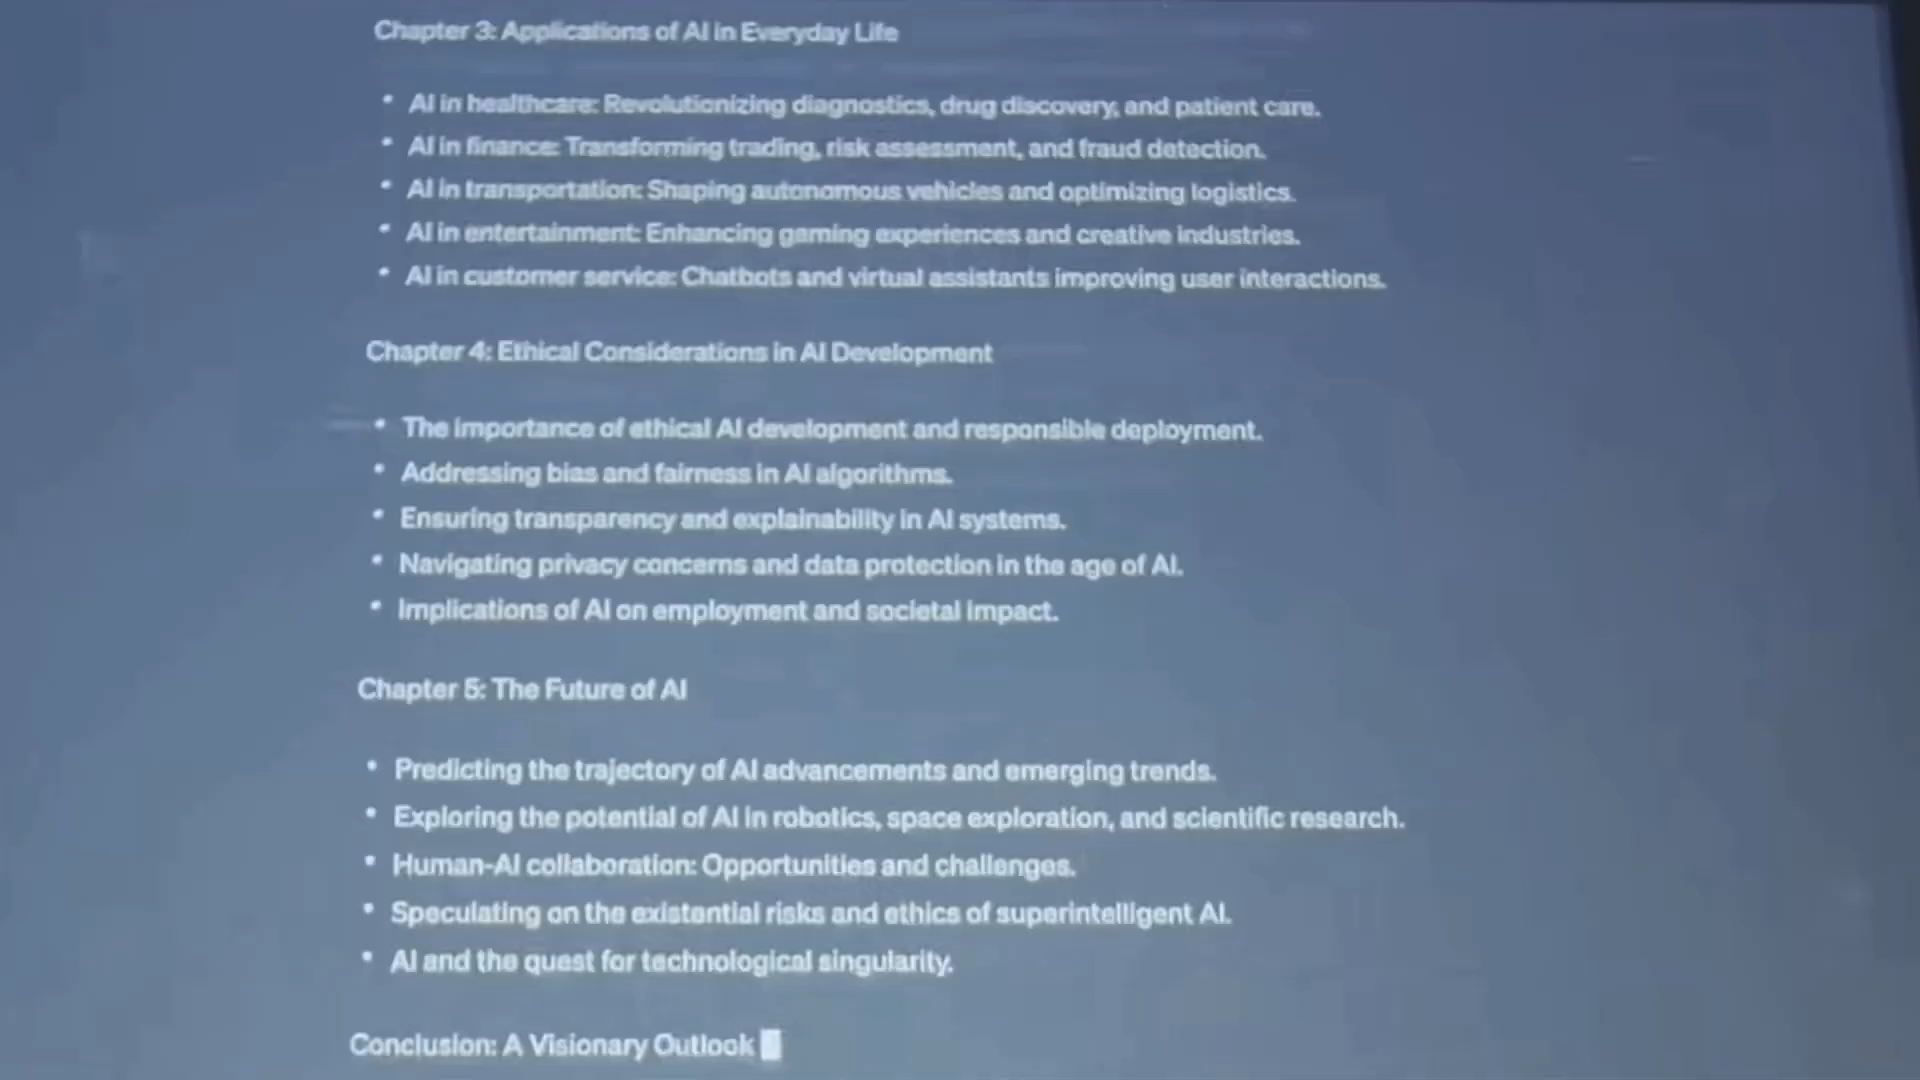 Chapter 3: Applications of AI in Everyday Life
• AI in healthcare: Revolutionizing diagnostics, drug discovery, and patient care.
• AI in finance: Transforming trading, risk assessment, and fraud detection.
• AI in transportation: Shaping autonomous vehicles and optimizing logistics.
• AI in entertainment: Enhancing gaming experiences and creative industries.
• AI in customer service: Chatbots and virtual assistants improving user interactions.
Chapter 4: Ethical Considerations in AI Development
• The importance of ethical AI development and responsible deployment.
• Addressing bias and fairness in AI algorithms.
• Ensuring transparency and explainability in AI systems.
• Navigating privacy concerns and data protection in the age of AI.
• Implications of AI on employment and societal impact.
Chapter 5: The Future of AI
• Predicting the trajectory of AI advancements and emerging trends.
• Exploring the potential of AI in robotics, space exploration, and scientific research.
• Human-AI collaboration: Opportunities and challenges.
• Speculating on the existential risks and ethics of superintelligent AI.
• AI and the quest for technological singularity.
Conclusion: A Visionary Outlook